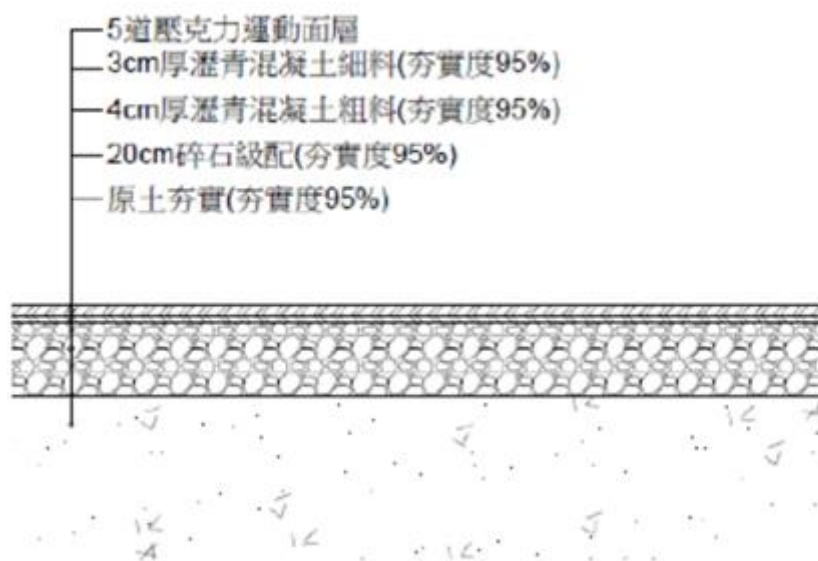 5道壓克力運動面層
3cm厚瀝青混凝土細料(夯實度95%)
4cm厚瀝青混凝土粗料(夯實度95%)
20cm碎石級配(夯實度95%)
原土夯實(夯實度95%)